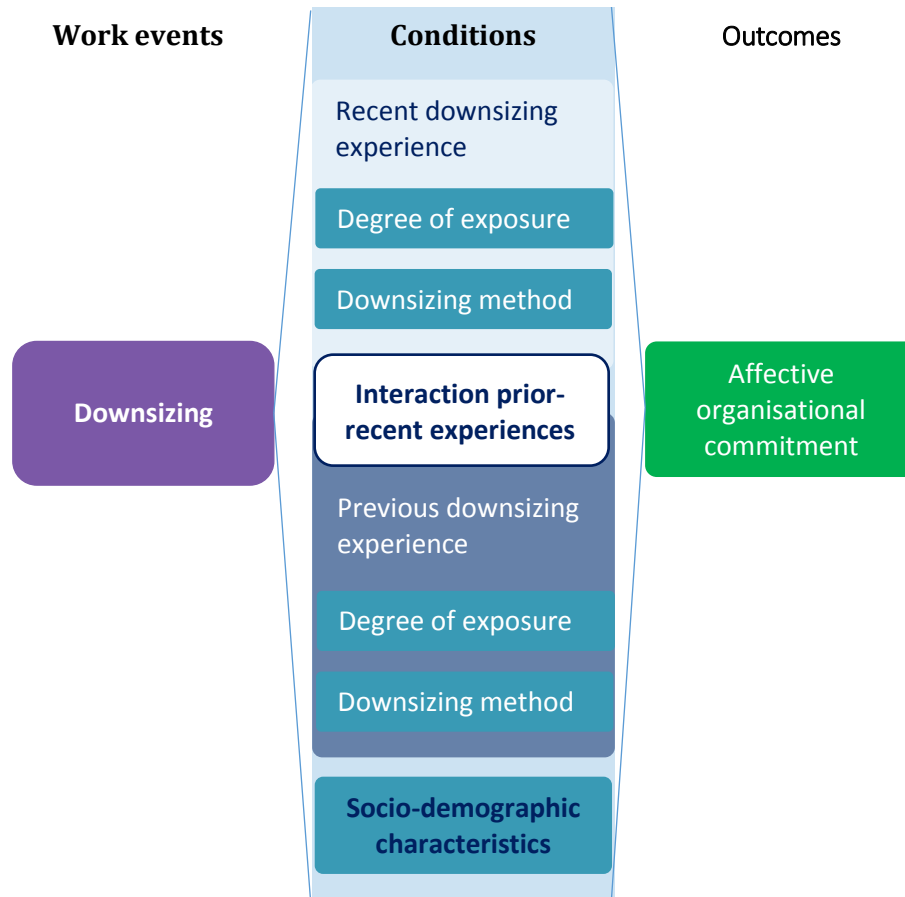 Work events
Conditions
Outcomes
Recent downsizing
experience
Degree of exposure
Downsizing method
Downsizing
Interaction prior-
recent experiences
Affective
organisational
commitment
Previous downsizing
experience
Degree of exposure
Downsizing method
Socio-demographic
characteristics